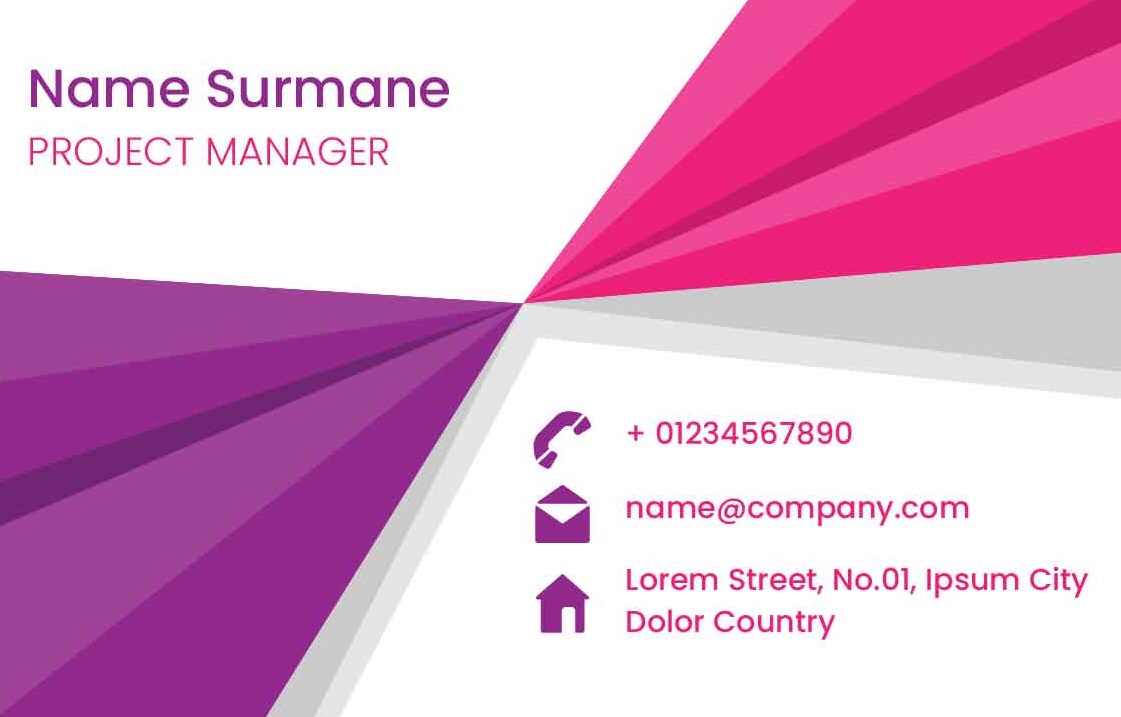 Name Surmane
PROJECT MANAGER
+ 01234567890
name@company.com
Lorem Street, No.01, Ipsum City
Dolor Country